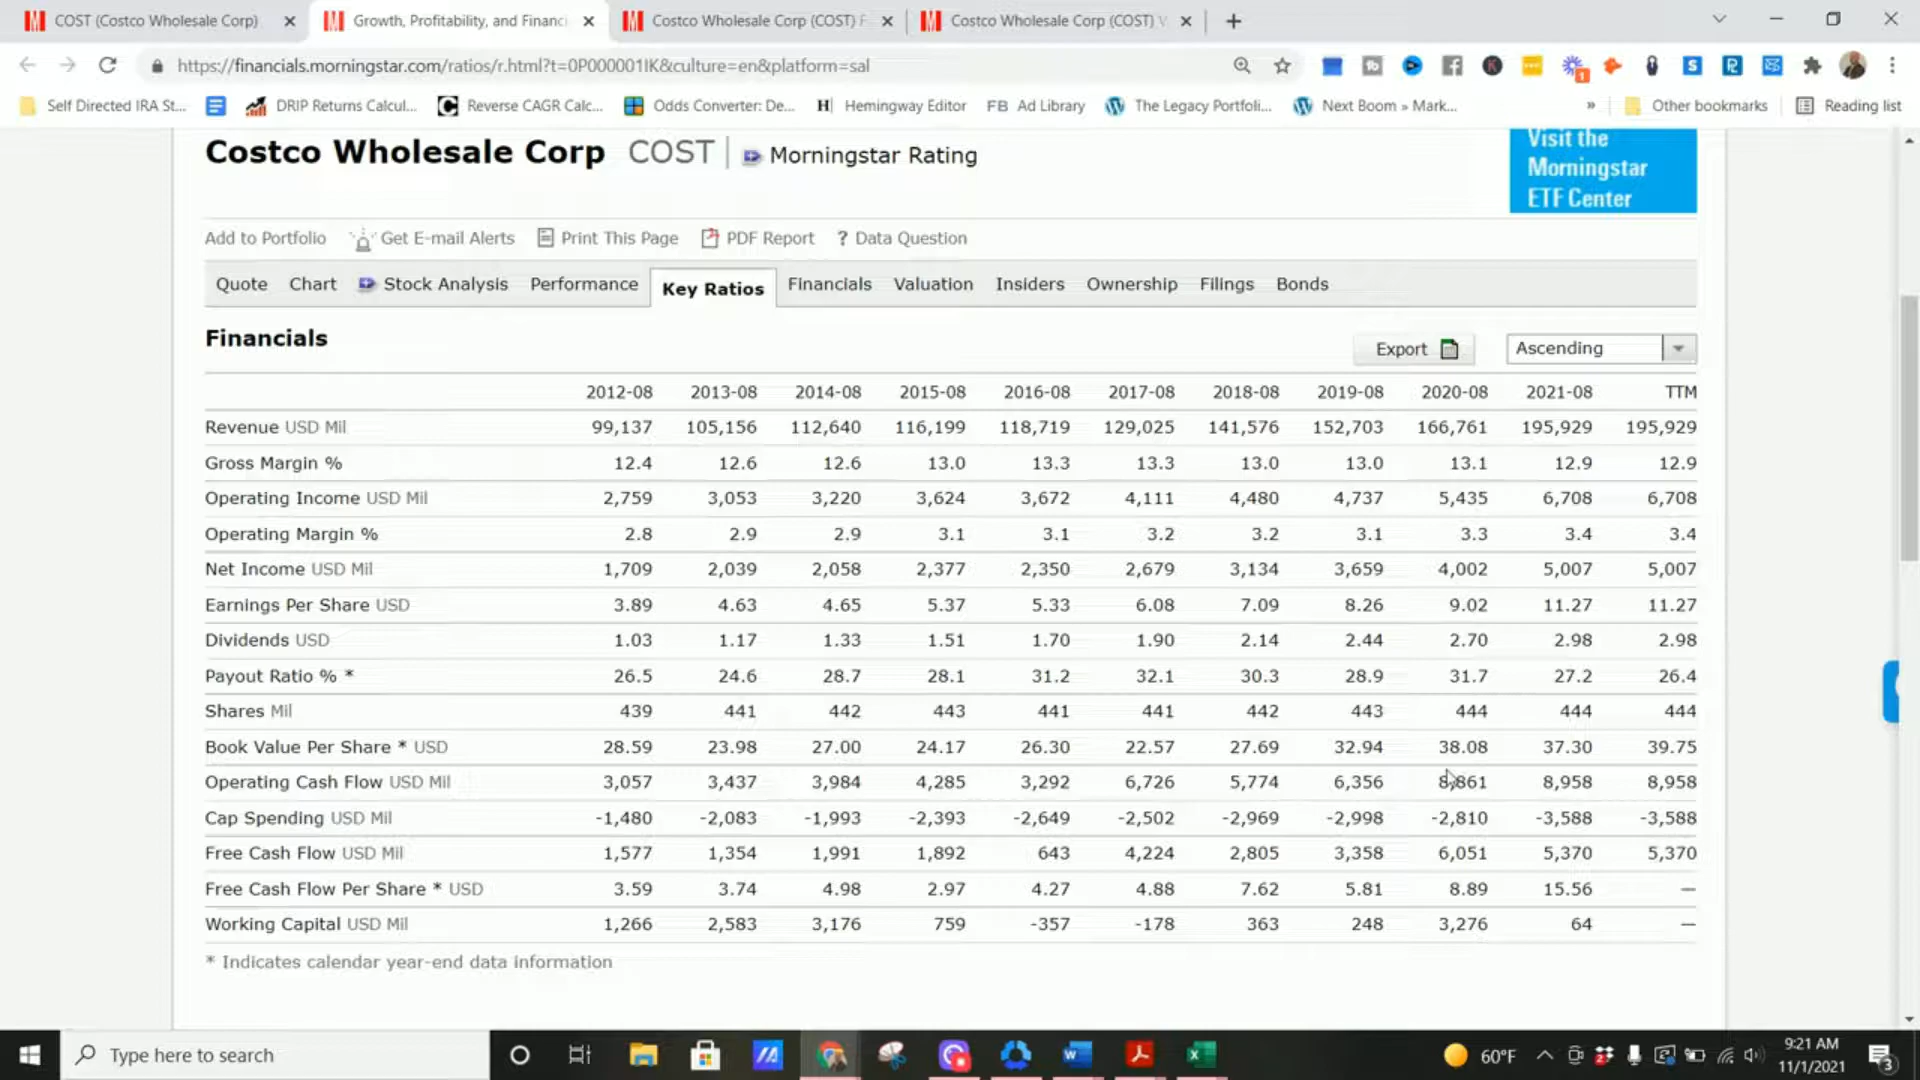 COST (Costco Wholesale Corp)
Growth, Profitability, and Financi
Costco Wholesale Corp (COST) F
Costco Wholesale Corp (COST) V
https://financials.morningstar.com/ratios/r.html?t=0P000001IK&culture=en&platform=sal
Self Directed IRA St... DRIP Returns Calcul... Reverse CAGR Calc... Odds Converter: De... Hemingway Editor FB Ad Library The Legacy Portfoli... Next Boom » Mark... » Other bookmarks Reading list
Costco Wholesale Corp COST Morningstar Rating
Visit the
Morningstar
ETF Center
Add to Portfolio Get E-mail Alerts Print This Page PDF Report ? Data Question
Quote Chart Stock Analysis Performance Key Ratios Financials Valuation Insiders Ownership Filings Bonds
Financials
Export Ascending
2012-08 2013-08 2014-08 2015-08 2016-08 2017-08 2018-08 2019-08 2020-08 2021-08 TTM
Revenue USD Mil 99,137 105,156 112,640 116,199 118,719 129,025 141,576 152,703 166,761 195,929 195,929
Gross Margin % 12.4 12.6 12.6 13.0 13.3 13.3 13.0 13.0 13.1 12.9 12.9
Operating Income USD Mil 2,759 3,053 3,220 3,624 3,672 4,111 4,480 4,737 5,435 6,708 6,708
Operating Margin % 2.8 2.9 2.9 3.1 3.1 3.2 3.2 3.1 3.3 3.4 3.4
Net Income USD Mil 1,709 2,039 2,058 2,377 2,350 2,679 3,134 3,659 4,002 5,007 5,007
Earnings Per Share USD 3.89 4.63 4.65 5.37 5.33 6.08 7.09 8.26 9.02 11.27 11.27
Dividends USD 1.03 1.17 1.33 1.51 1.70 1.90 2.14 2.44 2.70 2.98 2.98
Payout Ratio % * 26.5 24.6 28.7 28.1 31.2 32.1 30.3 28.9 31.7 27.2 26.4
Shares Mil 439 441 442 443 441 441 442 443 444 444 444
Book Value Per Share * USD 28.59 23.98 27.00 24.17 26.30 22.57 27.69 32.94 38.08 37.30 39.75
Operating Cash Flow USD Mil 3,057 3,437 3,984 4,285 3,292 6,726 5,774 6,356 8,861 8,958 8,958
Cap Spending USD Mil -1,480 -2,083 -1,993 -2,393 -2,649 -2,502 -2,969 -2,998 -2,810 -3,588 -3,588
Free Cash Flow USD Mil 1,577 1,354 1,991 1,892 643 4,224 2,805 3,358 6,051 5,370 5,370
Free Cash Flow Per Share * USD 3.59 3.74 4.98 2.97 4.27 4.88 7.62 5.81 8.89 15.56 —
Working Capital USD Mil 1,266 2,583 3,176 759 -357 -178 363 248 3,276 64 —
* Indicates calendar year-end data information
Type here to search
60°F
9:21 AM
11/1/2021
3